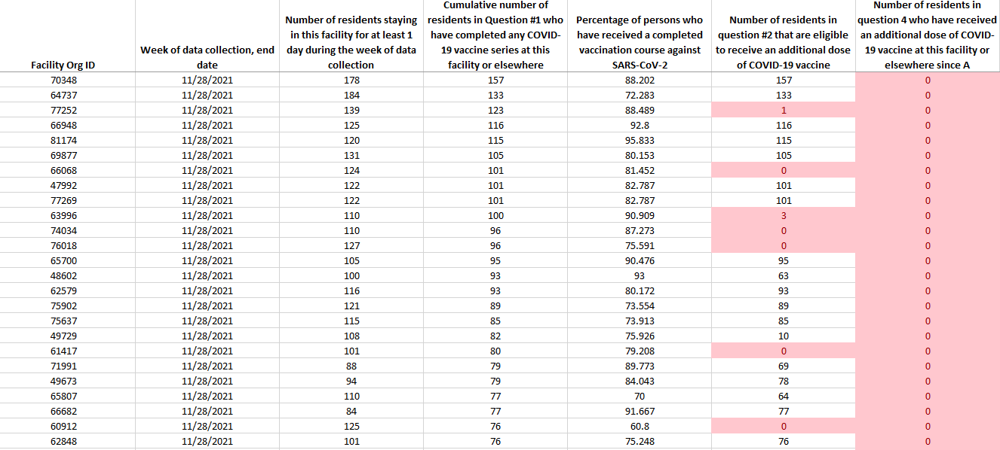 Facility Org ID
Week of data collection, end
date
Number of residents staying
in this facility for at least 1
day during the week of data
collection
Cumulative number of
residents in Question #1 who
have completed any COVID-
19 vaccine series at this
facility or elsewhere
Percentage of persons who
have received a completed
vaccination course against
SARS-CoV-2
Number of residents in
question #2 that are eligible
to receive an additional dose
of COVID-19 vaccine
Number of residents in
question 4 who have received
an additional dose of COVID-
19 vaccine at this facility or
elsewhere since A
70348 11/28/2021 178 157 88.202 157 0
64737 11/28/2021 184 133 72.283 133 0
77252 11/28/2021 139 123 88.489 1 0
66948 11/28/2021 125 116 92.8 116 0
81174 11/28/2021 120 115 95.833 115 0
69877 11/28/2021 131 105 80.153 105 0
66068 11/28/2021 124 101 81.452 0 0
47992 11/28/2021 122 101 82.787 101 0
77269 11/28/2021 122 101 82.787 101 0
63996 11/28/2021 110 100 90.909 3 0
74034 11/28/2021 110 96 87.273 0 0
76018 11/28/2021 127 96 75.591 0 0
65700 11/28/2021 105 95 90.476 95 0
48602 11/28/2021 100 93 93 63 0
62579 11/28/2021 116 93 80.172 93 0
75902 11/28/2021 121 89 73.554 89 0
75637 11/28/2021 115 85 73.913 85 0
49729 11/28/2021 108 82 75.926 10 0
61417 11/28/2021 101 80 79.208 0 0
71991 11/28/2021 88 79 89.773 69 0
49673 11/28/2021 94 79 84.043 78 0
65807 11/28/2021 110 77 70 64 0
66682 11/28/2021 84 77 91.667 77 0
60912 11/28/2021 125 76 60.8 0 0
62848 11/28/2021 101 76 75.248 76 0